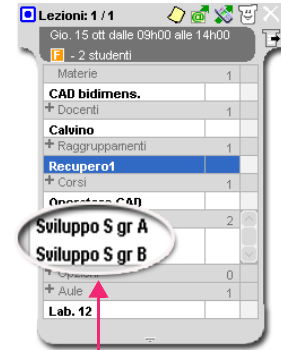 Lezioni: 1 / 1
Gio. 15 ott dalle 09h00 alle 14h00
F - 2 studenti
Materie 1
CAD bidimens.
+ Docenti 1
Calvino
+ Raggruppamenti 1
Recupero1
+ Corsi 1
Operatore CAD
2
Sviluppo S gr A
Sviluppo S gr B
+ Opzioni 0
+ Aule 1
Lab. 12